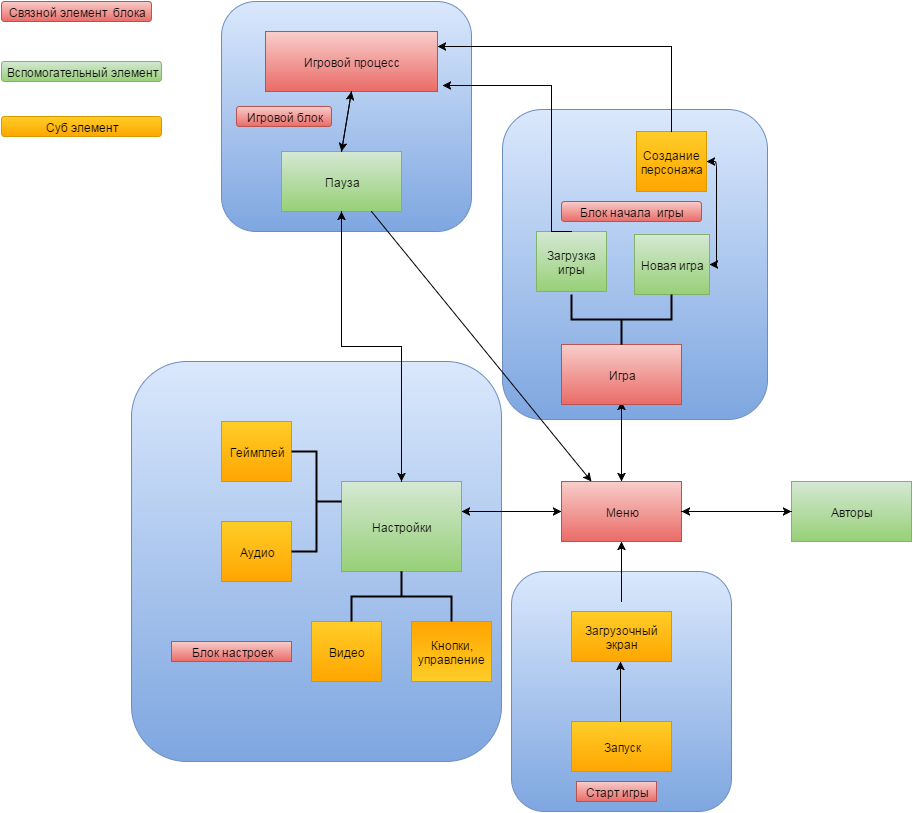 Связной элемент блока
Вспомогательный элемент
Суб элемент
Игровой процесс
Игровой блок
Пауза
Создание
персонажа
Блок начала игры
Загрузка
игры
Новая игра
Игра
Геймплей
Аудио
Настройки
Видео
Кнопки,
управление
Блок настроек
Меню
Авторы
Загрузочный
экран
Запуск
Старт игры